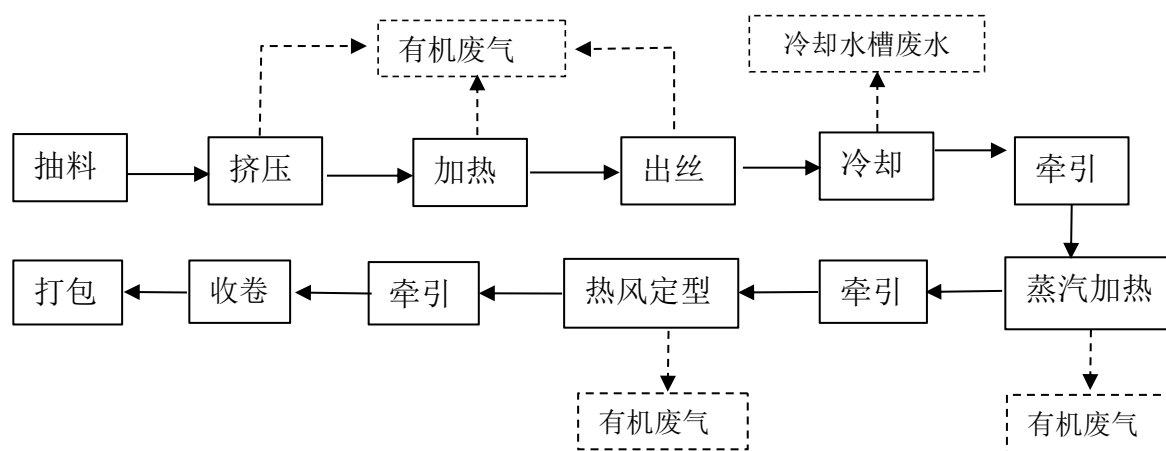 有机废气
冷却水槽废水
抽料
挤压
加热
出丝
冷却
牵引
打包
收卷
牵引
热风定型
牵引
蒸汽加热
有机废气
有机废气